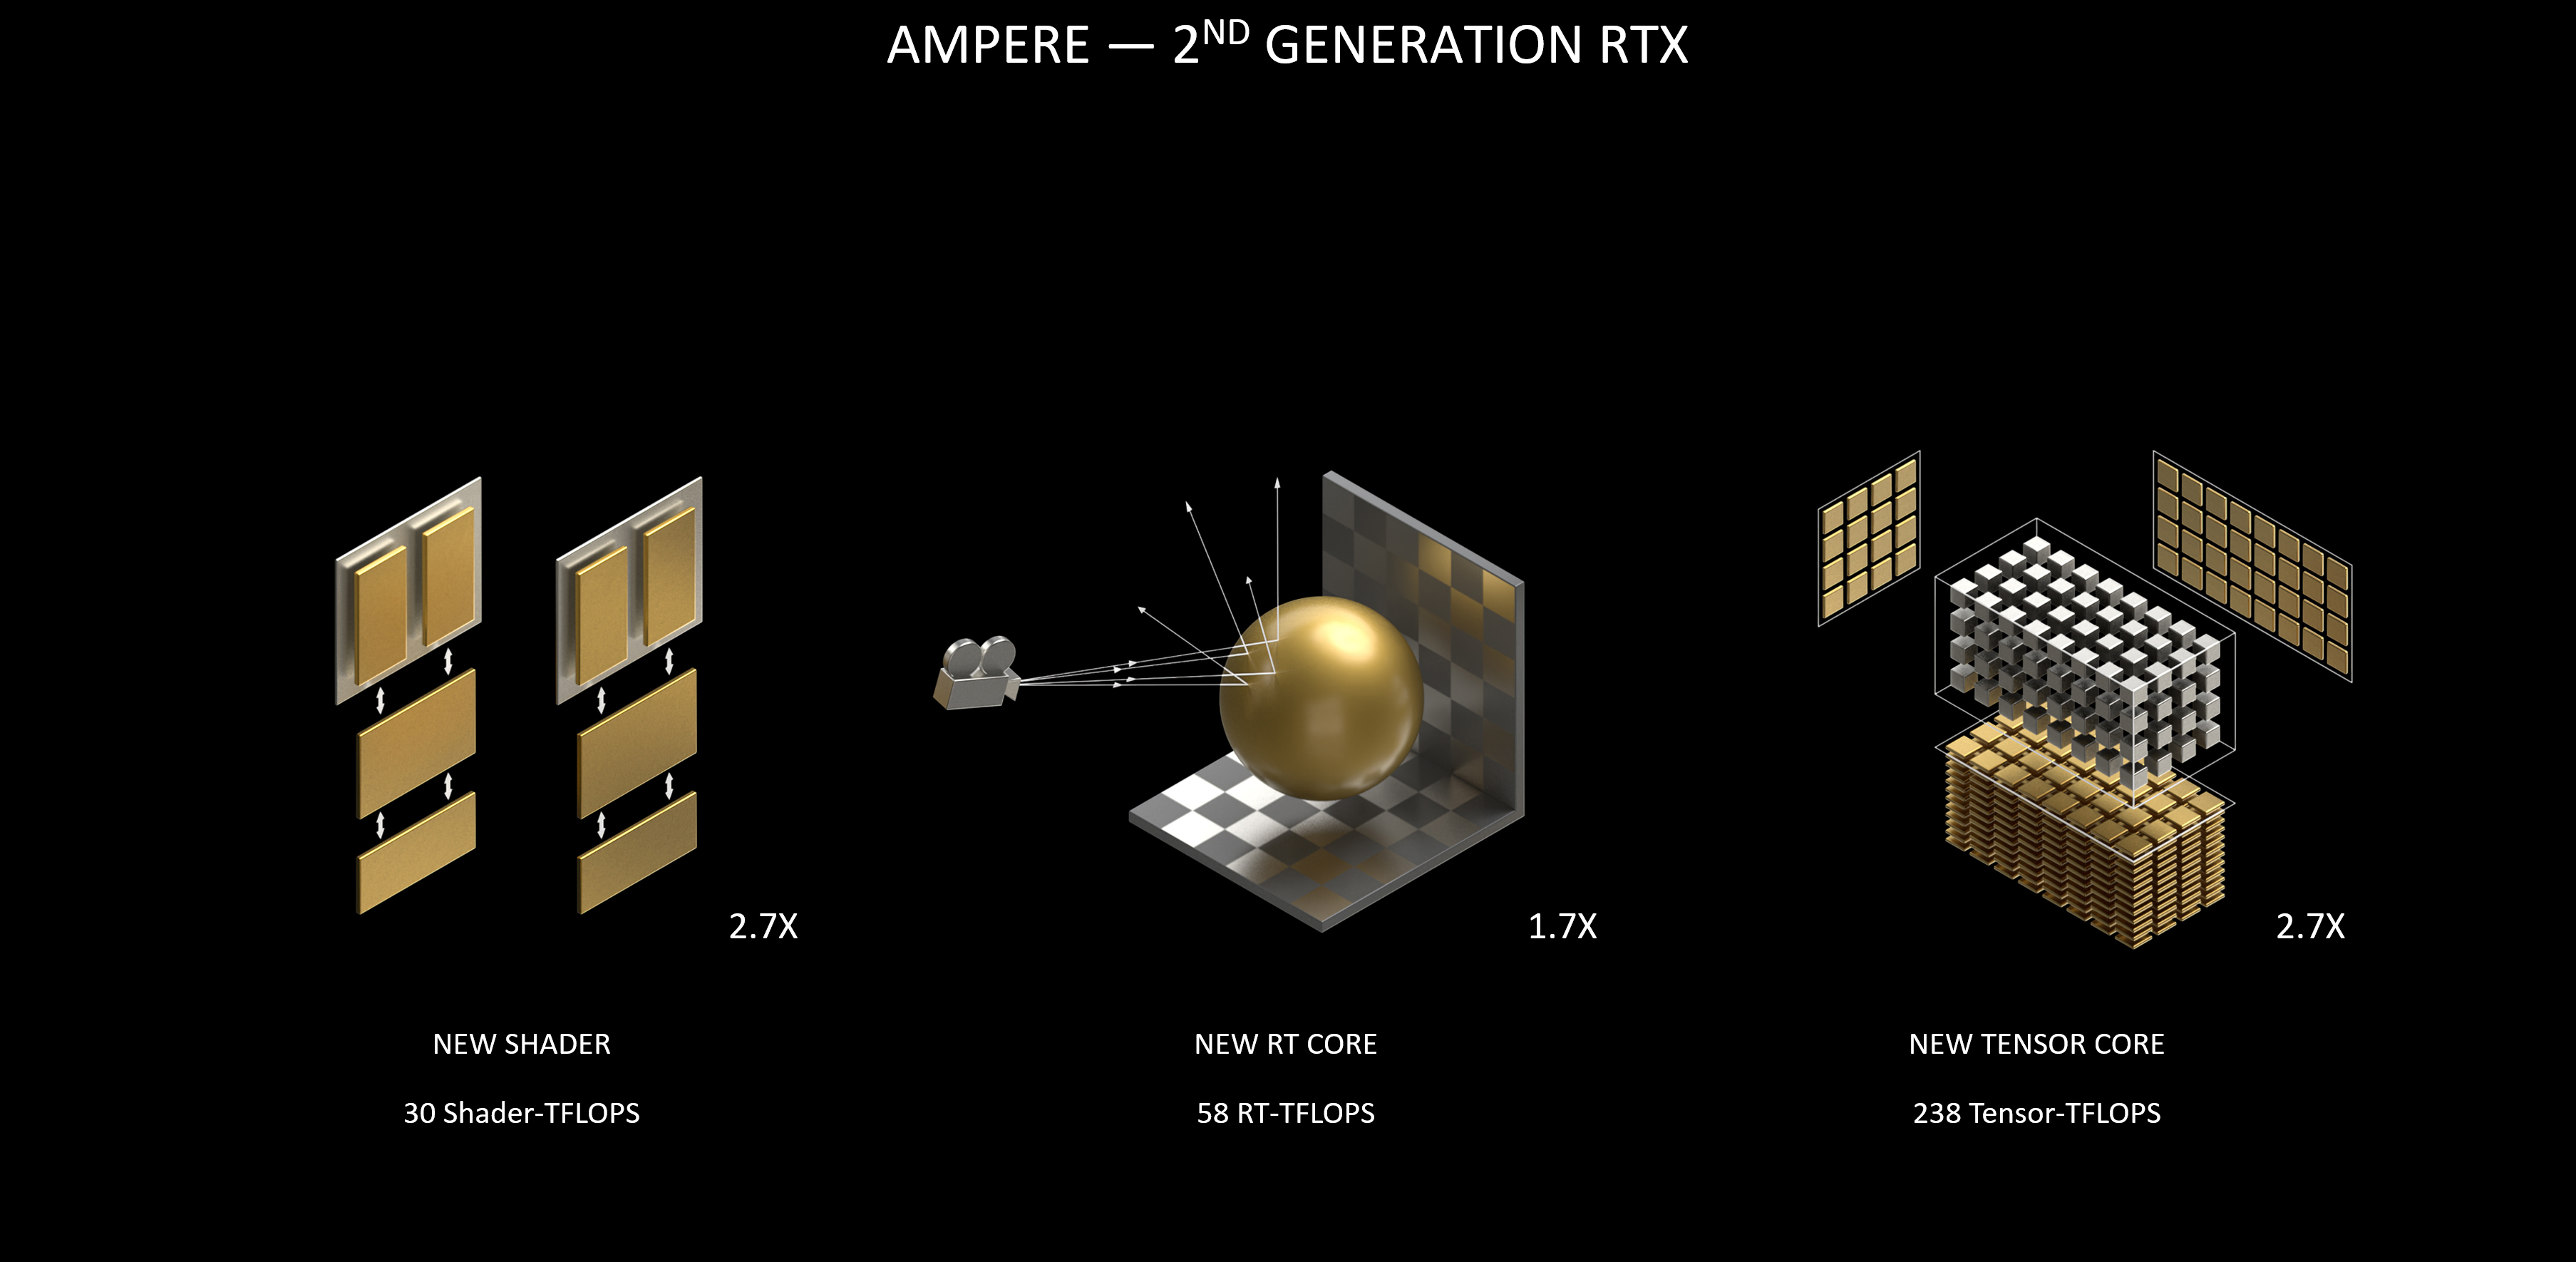 AMPERE — 2ND GENERATION RTX
2.7X
1.7X
2.7X
NEW SHADER
30 Shader-TFLOPS
NEW RT CORE
58 RT-TFLOPS
NEW TENSOR CORE
238 Tensor-TFLOPS